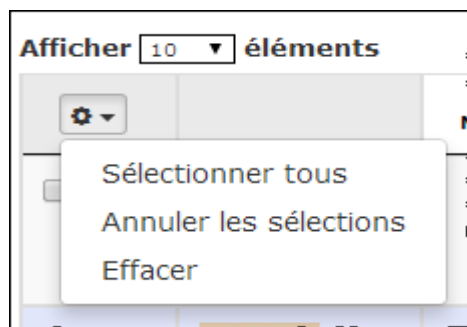 Afficher 10 éléments
Sélectionner tous
Annuler les sélections
Effacer